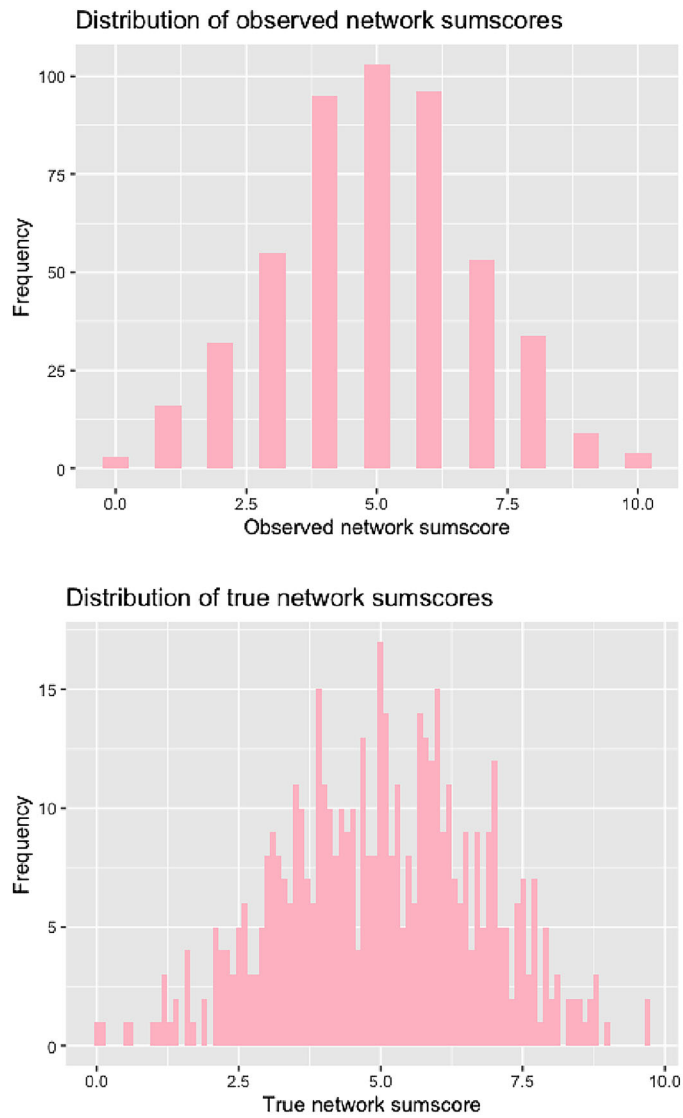 Distribution of observed network sumscores
100
75
50
25
0
Frequency
0.0 2.5 5.0 7.5 10.0
Observed network sumscore
Distribution of true network sumscores
15
10
5
0
Frequency
0.0 2.5 5.0 7.5 10.0
True network sumscore